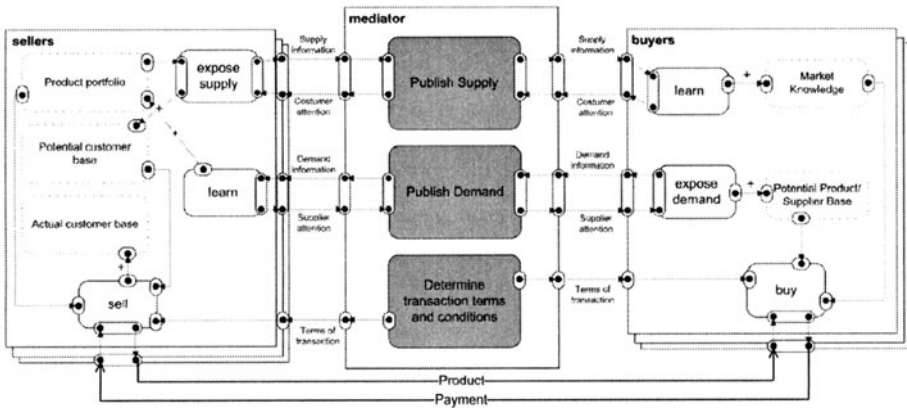 sellers
Product portfolio
Potential customer
base
Actual customer base
expose
supply
+
learn
+
sell
Supply
information
Costumer
attention
Demand
information
Supplier
attention
Terms of
transaction
mediator
Publish Supply
Publish Demand
Determine
transaction terms
and conditions
Supply
information
Costumer
attention
Demand
information
Supplier
attention
Terms of
transaction
buyers
learn
+
Market
Knowledge
expose
demand
+
Potential Product/
Supplier Base
buy
Product
Payment